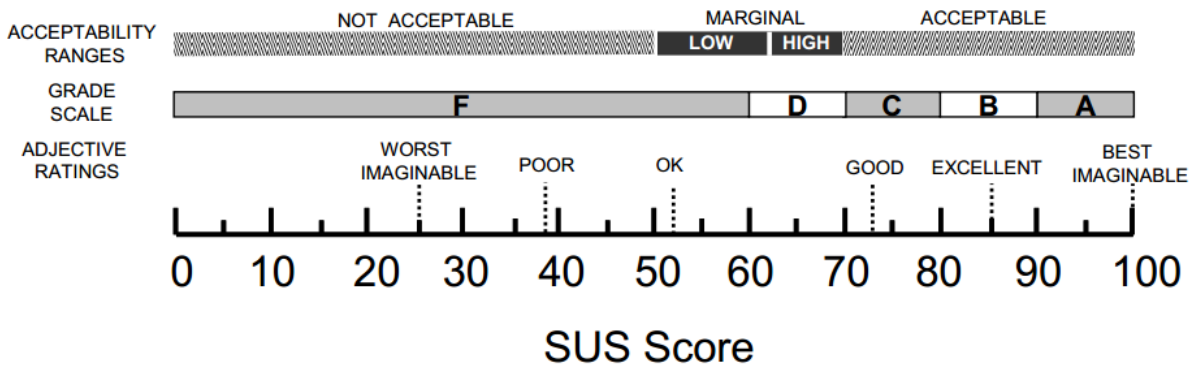 NOT ACCEPTABLE
MARGINAL
ACCEPTABLE
ACCEPTABILITY
RANGES
LOW
HIGH
GRADE
SCALE
F
D
C
B
A
ADJECTIVE
RATINGS
WORST
IMAGINABLE
POOR
OK
GOOD
EXCELLENT
BEST
IMAGINABLE
0 10 20 30 40 50 60 70 80 90 100
SUS Score